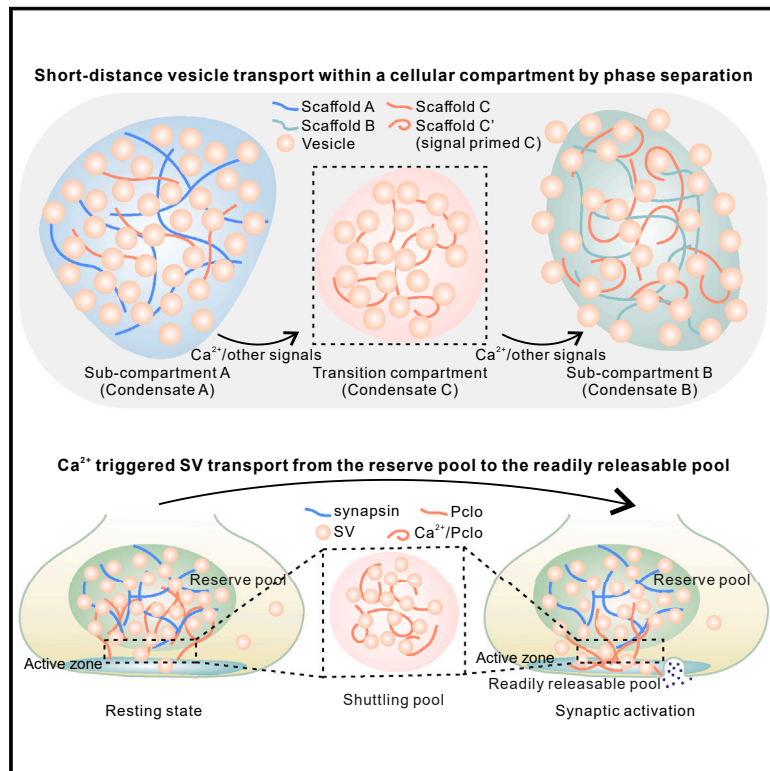 Short-distance vesicle transport within a cellular compartment by phase separation
Scaffold A
Scaffold C
Scaffold B
Scaffold C'
(signal primed C)
Vesicle
Ca²⁺/other signals
Ca²⁺/other signals
Sub-compartment A
(Condensate A)
Transition compartment
(Condensate C)
Sub-compartment B
(Condensate B)
Ca²⁺ triggered SV transport from the reserve pool to the readily releasable pool
synapsin
Pclo
SV
Ca²⁺/Pclo
Reserve pool
Reserve pool
Active zone
Active zone
Readily releasable pool
Shuttling pool
Resting state
Synaptic activation